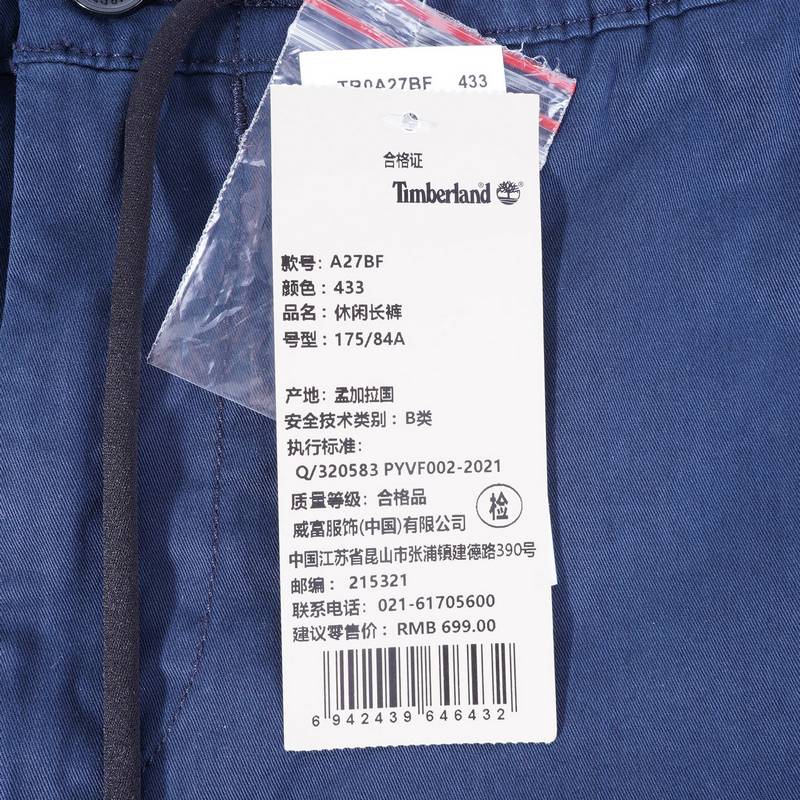 TB0A27BF 433
合格证
Timberland
款号: A27BF
颜色: 433
品名: 休闲长裤
号型: 175/84A
产地: 孟加拉国
安全技术类别: B类
执行标准:
Q/320583 PYVF002-2021
质量等级: 合格品
检
威富服饰(中国)有限公司
中国江苏省昆山市张浦镇建德路390号
邮编: 215321
联系电话: 021-61705600
建议零售价: RMB 699.00
6 942439 646432